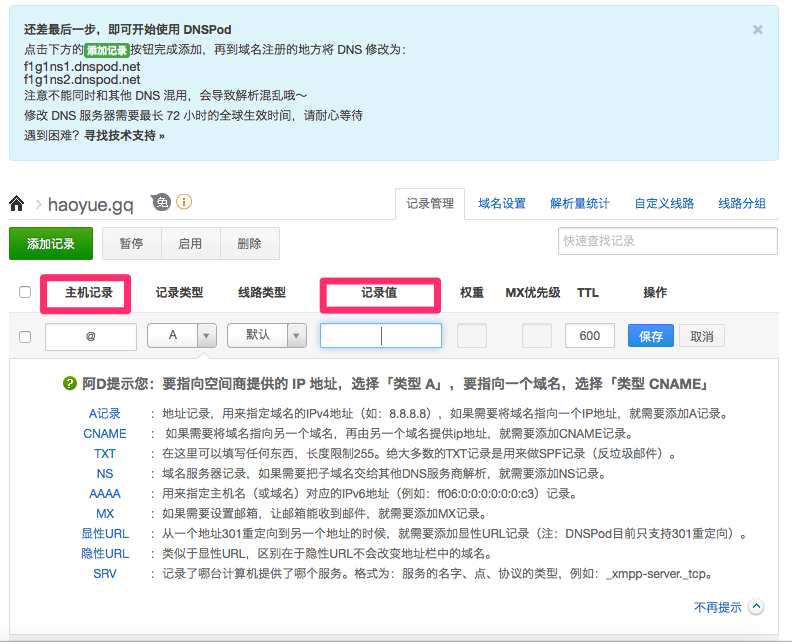 还差最后一步，即可开始使用 DNSPod
点击下方的添加记录按钮完成添加，再到域名注册的地方将 DNS 修改为：
f1g1ns1.dnspod.net
f1g1ns2.dnspod.net
注意不能同时和其他 DNS 混用，会导致解析混乱哦～
修改 DNS 服务器需要最长 72 小时的全球生效时间，请耐心等待
遇到困难？寻找技术支持 »
haoyue.gq 免
记录管理 域名设置 解析量统计 自定义线路 线路分组
添加记录 暂停 启用 删除 快速查找记录
主机记录 记录类型 线路类型 记录值 权重 MX优先级 TTL 操作
@ A 默认 600 保存 取消
阿D提示您：要指向空间商提供的 IP 地址，选择「类型 A」，要指向一个域名，选择「类型 CNAME」
A记录 ：地址记录，用来指定域名的IPv4地址（如：8.8.8.8），如果需要将域名指向一个IP地址，就需要添加A记录。
CNAME ： 如果需要将域名指向另一个域名，再由另一个域名提供ip地址，就需要添加CNAME记录。
TXT ：在这里可以填写任何东西，长度限制255。绝大多数的TXT记录是用来做SPF记录（反垃圾邮件）。
NS ：域名服务器记录，如果需要把子域名交给其他DNS服务商解析，就需要添加NS记录。
AAAA ：用来指定主机名（或域名）对应的IPv6地址（例如：ff06:0:0:0:0:0:0:c3）记录。
MX ：如果需要设置邮箱，让邮箱能收到邮件，就需要添加MX记录。
显性URL ：从一个地址301重定向到另一个地址的时候，就需要添加显性URL记录（注：DNSPod目前只支持301重定向）。
隐性URL ：类似于显性URL，区别在于隐性URL不会改变地址栏中的域名。
SRV ：记录了哪台计算机提供了哪个服务。格式为：服务的名字、点、协议的类型，例如：_xmpp-server._tcp。
不再提示